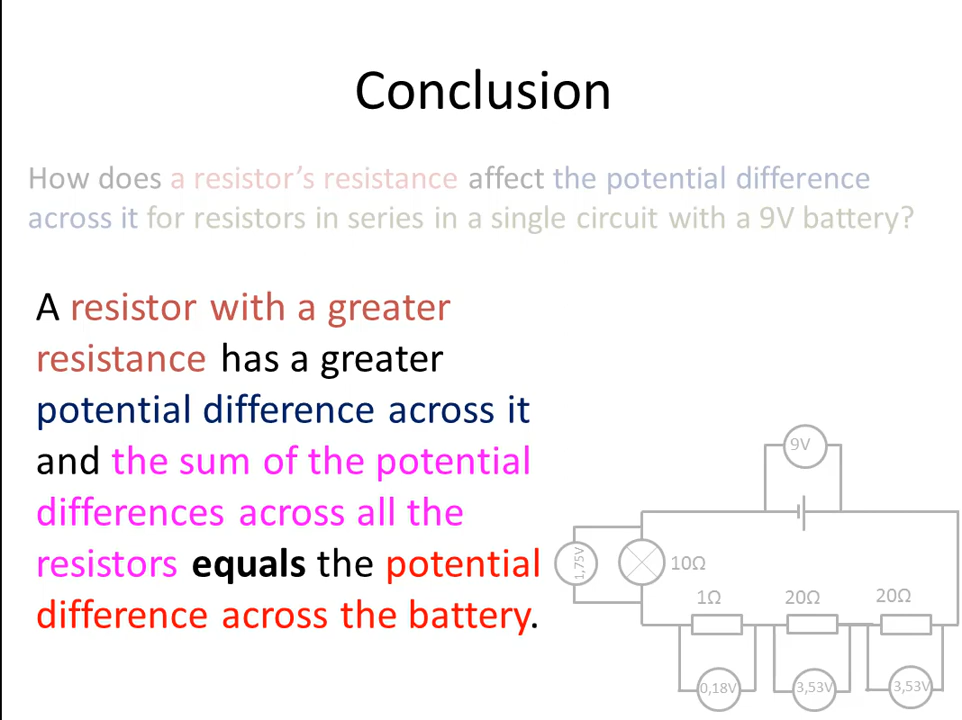 Conclusion
How does a resistor’s resistance affect the potential difference
across it for resistors in series in a single circuit with a 9V battery?
A resistor with a greater
resistance has a greater
potential difference across it
and the sum of the potential
differences across all the
resistors equals the potential
difference across the battery.
9V
1,75V
10Ω
1Ω
20Ω
20Ω
0,18V
3,53V
3,53V